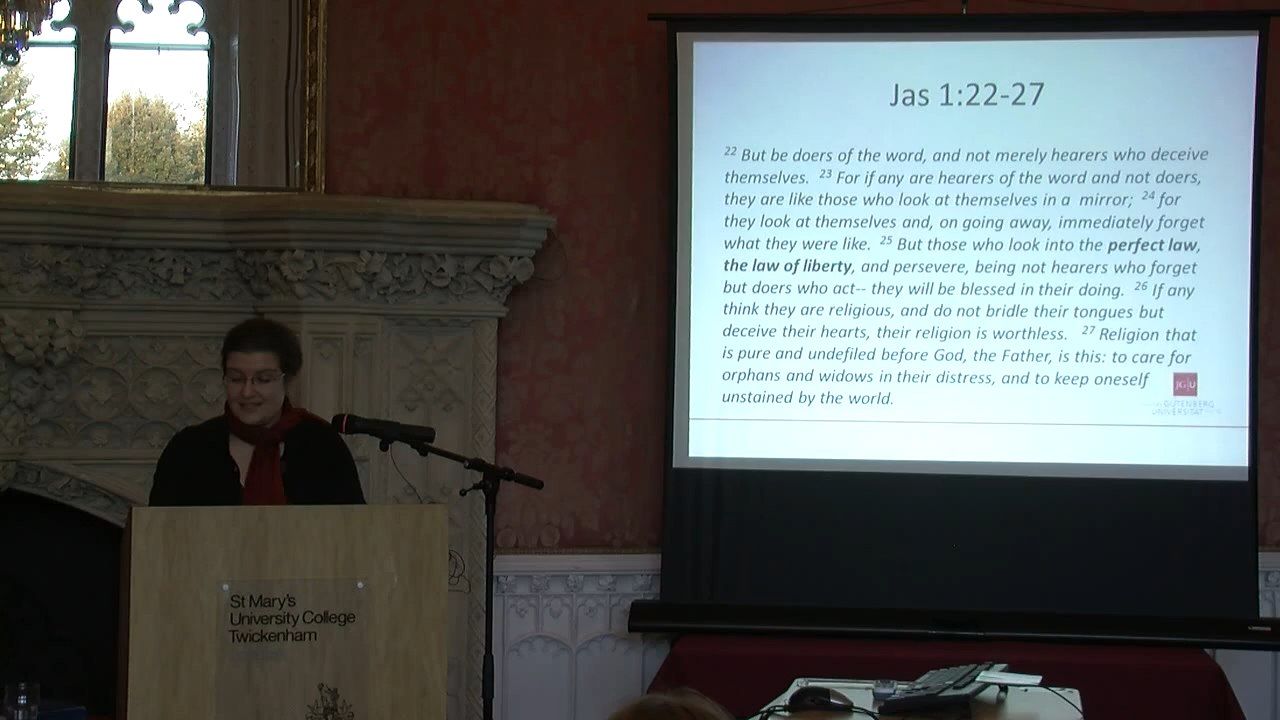 Jas 1:22-27
22 But be doers of the word, and not merely hearers who deceive
themselves. 23 For if any are hearers of the word and not doers,
they are like those who look at themselves in a mirror; 24 for
they look at themselves and, on going away, immediately forget
what they were like. 25 But those who look into the perfect law,
the law of liberty, and persevere, being not hearers who forget
but doers who act-- they will be blessed in their doing. 26 If any
think they are religious, and do not bridle their tongues but
deceive their hearts, their religion is worthless. 27 Religion that
is pure and undefiled before God, the Father, is this: to care for
orphans and widows in their distress, and to keep oneself
unstained by the world.
JG|U
GUTENBERG
UNIVERSITÄT
St Mary's
University College
Twickenham